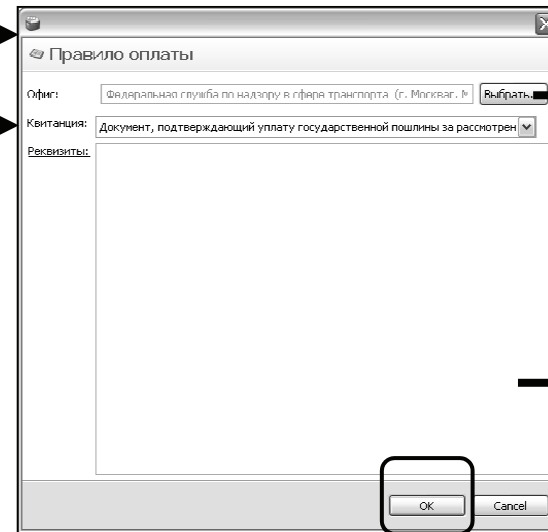 Правило оплаты
Офис: Федеральная служба по надзору в сфере транспорта (г. Москваг. М Выбрать...
Квитанция: Документ, подтверждающий уплату государственной пошлины за рассмотрен
Реквизиты:
OK Cancel